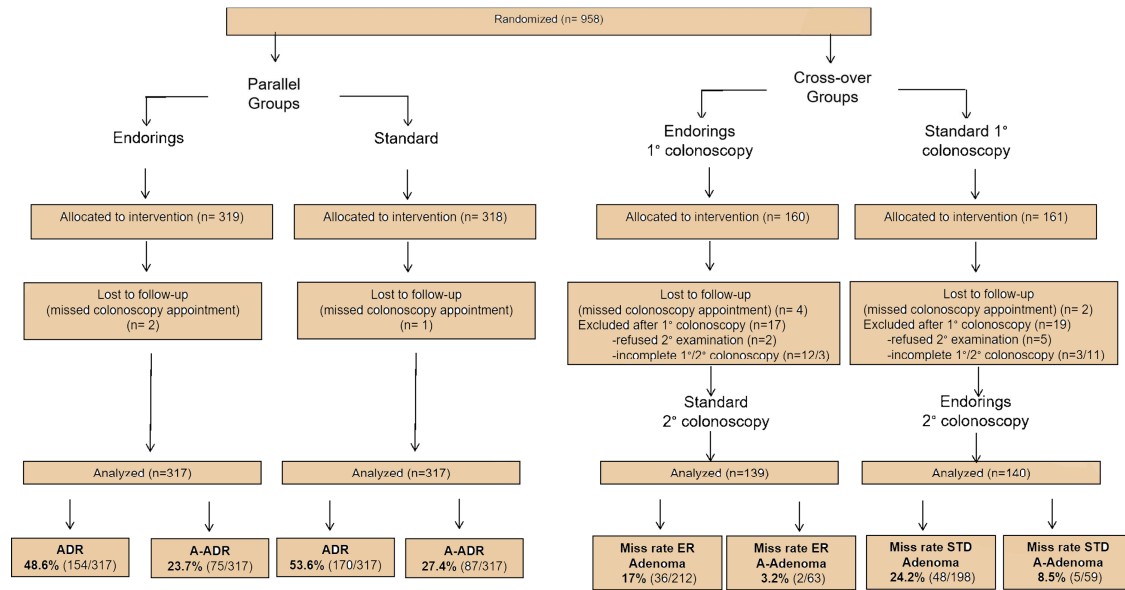 Randomized (n= 958)
Parallel
Groups
Cross-over
Groups
Endorings
Standard
Endorings
1° colonoscopy
Standard 1°
colonoscopy
Allocated to intervention (n= 319)
Allocated to intervention (n= 318)
Allocated to intervention (n= 160)
Allocated to intervention (n= 161)
Lost to follow-up
(missed colonoscopy appointment)
(n= 2)
Lost to follow-up
(missed colonoscopy appointment)
(n= 1)
Lost to follow-up
(missed colonoscopy appointment) (n= 4)
Excluded after 1° colonoscopy (n=17)
-refused 2° examination (n=2)
-incomplete 1°/2° colonoscopy (n=12/3)
Lost to follow-up
(missed colonoscopy appointment) (n= 2)
Excluded after 1° colonoscopy (n=19)
-refused 2° examination (n=5)
-incomplete 1°/2° colonoscopy (n=3/11)
Standard
2° colonoscopy
Endorings
2° colonoscopy
Analyzed (n=317)
Analyzed (n=317)
Analyzed (n=139)
Analyzed (n=140)
ADR
48.6% (154/317)
A-ADR
23.7% (75/317)
ADR
53.6% (170/317)
A-ADR
27.4% (87/317)
Miss rate ER
Adenoma
17% (36/212)
Miss rate ER
A-Adenoma
3.2% (2/63)
Miss rate STD
Adenoma
24.2% (48/198)
Miss rate STD
A-Adenoma
8.5% (5/59)